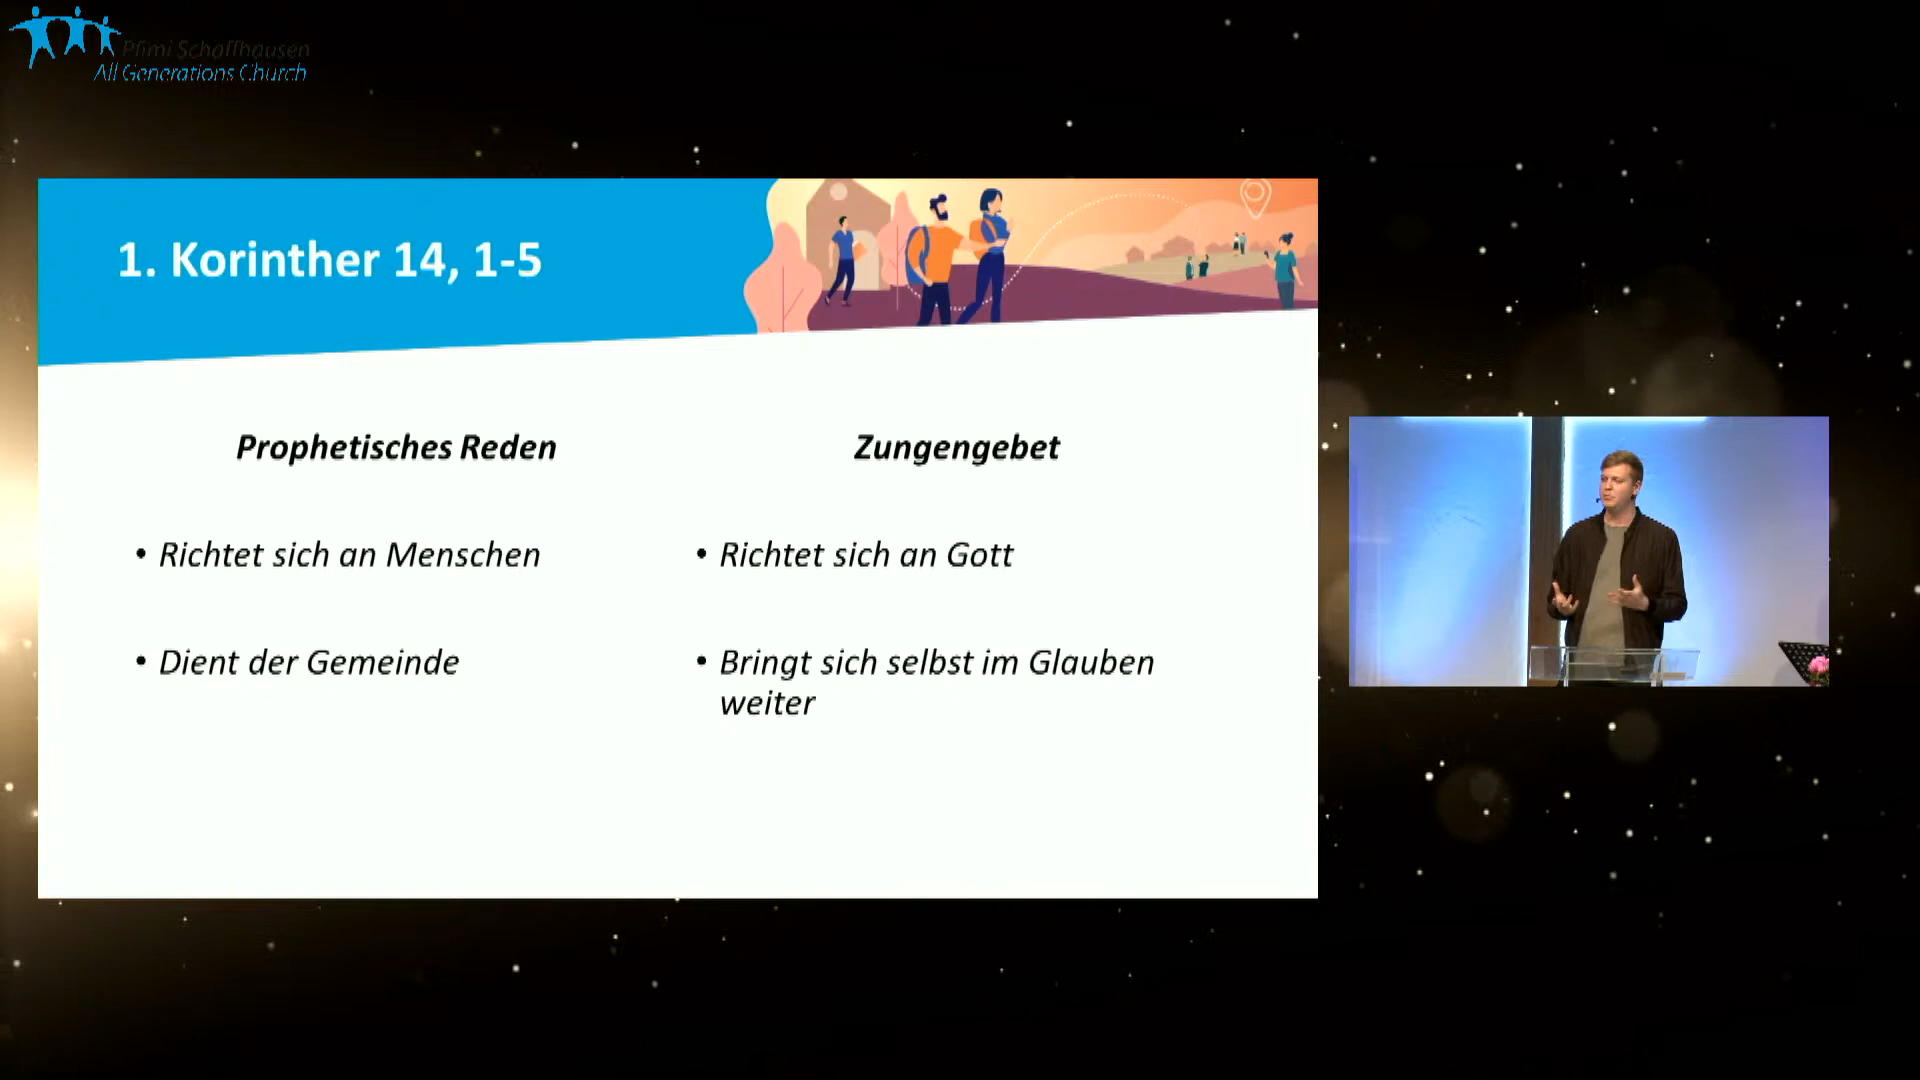 Pfimi Schaffhausen
All Generations Church
1. Korinther 14, 1-5
Prophetisches Reden
• Richtet sich an Menschen
• Dient der Gemeinde
Zungengebet
• Richtet sich an Gott
• Bringt sich selbst im Glauben
weiter